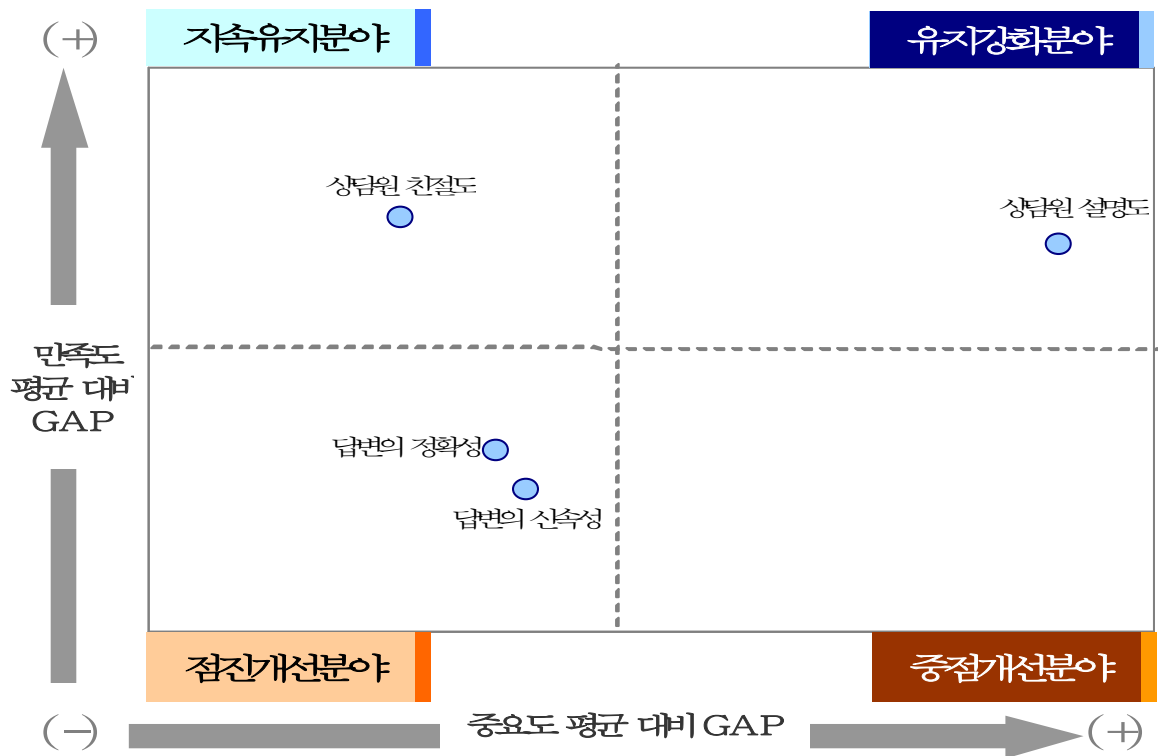 (+)
지속유지분야
유지강화분야
상담원 친절도
상담원 설명도
만족도
평균 대비
GAP
답변의 정확성
답변의 신속성
점진개선분야
중점개선분야
(-)
중요도 평균 대비 GAP
(+)